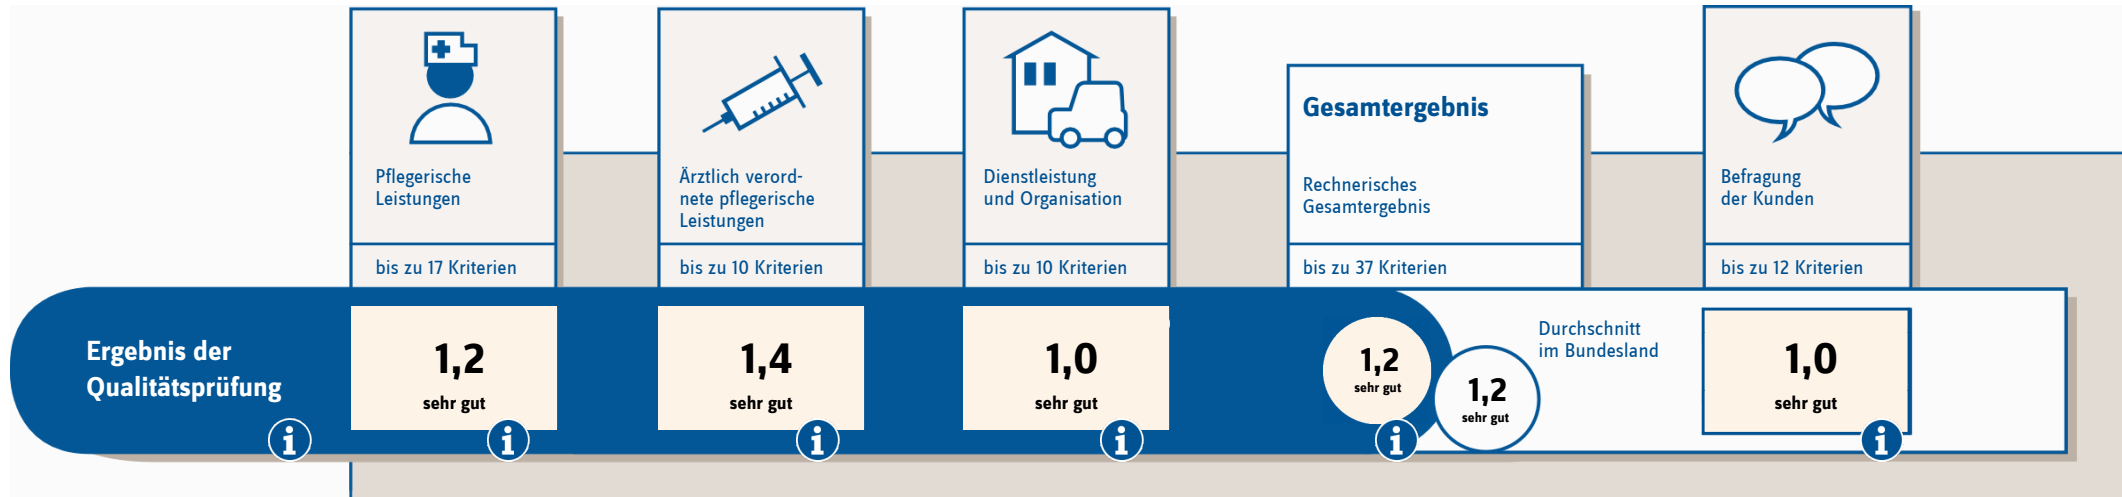 Pflegerische
Leistungen
bis zu 17 Kriterien
Ärztlich verord-
nete pflegerische
Leistungen
bis zu 10 Kriterien
Dienstleistung
und Organisation
bis zu 10 Kriterien
Gesamtergebnis
Rechnerisches
Gesamtergebnis
bis zu 37 Kriterien
Befragung
der Kunden
bis zu 12 Kriterien
Ergebnis der
Qualitätsprüfung
i
1,2
sehr gut
i
1,4
sehr gut
i
1,0
sehr gut
i
1,2
sehr gut
i
1,2
sehr gut
Durchschnitt
im Bundesland
1,0
sehr gut
i